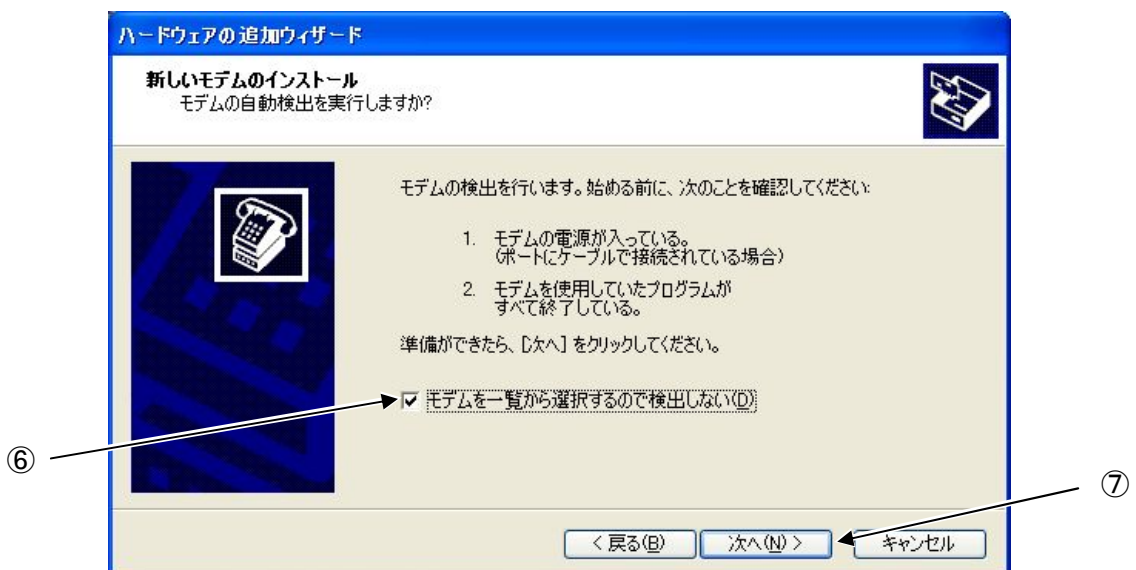 ハードウェアの追加ウィザード
新しいモデムのインストール
モデムの自動検出を実行しますか?
モデムの検出を行います。始める前に、次のことを確認してください:
1. モデムの電源が入っている。
(ポートにケーブルで接続されている場合)
2. モデムを使用していたプログラムが
すべて終了している。
準備ができたら、[次へ] をクリックしてください。
モデムを一覧から選択するので検出しない(D)
⑥
⑦
< 戻る(B) 次へ(N) > キャンセル